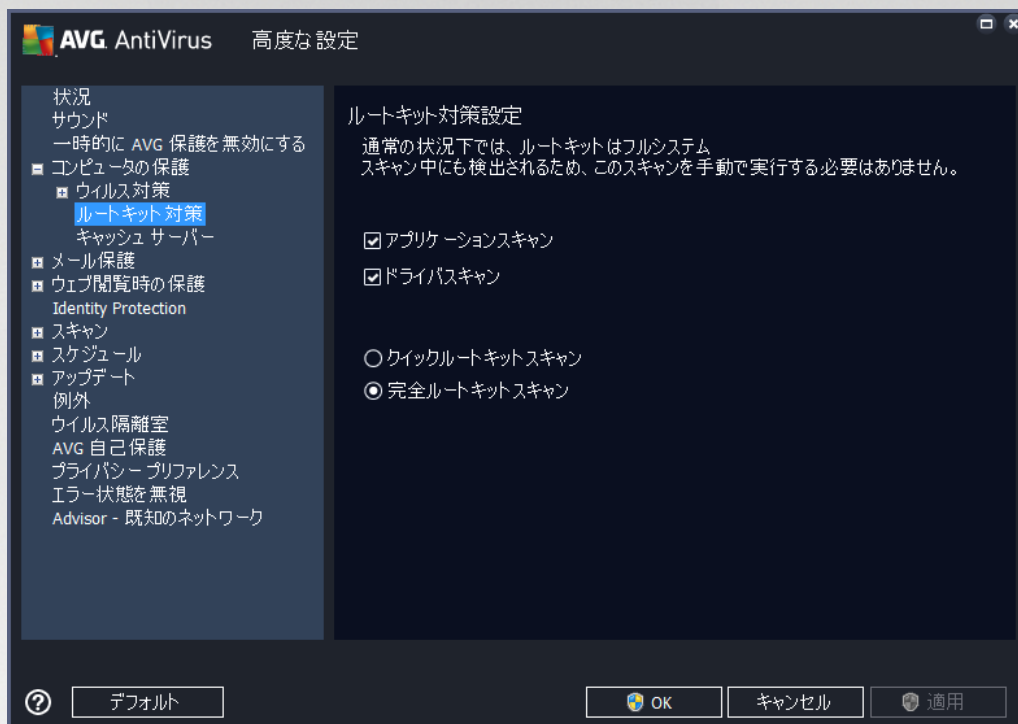 AVG AntiVirus 高度な設定
状況
サウンド
一時的に AVG 保護を無効にする
コンピュータの保護
ウィルス対策
ルートキット対策
キャッシュ サーバー
メール保護
ウェブ閲覧時の保護
Identity Protection
スキャン
スケジュール
アップデート
例外
ウイルス隔離室
AVG 自己保護
プライバシー プリファレンス
エラー状態を無視
Advisor - 既知のネットワーク
ルートキット対策設定
通常の状況下では、ルートキットはフルシステム
スキャン中にも検出されるため、このスキャンを手動で実行する必要はありません。
アプリケーションスキャン
ドライバスキャン
クイックルートキットスキャン
完全ルートキットスキャン
デフォルト
OK
キャンセル
適用